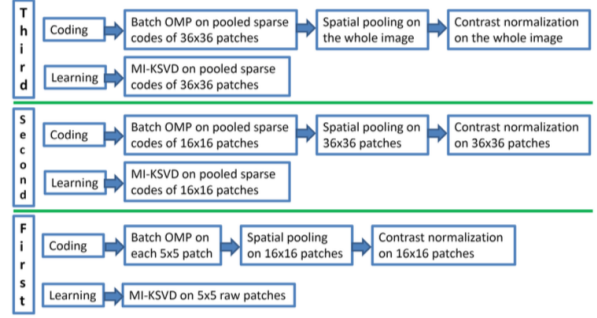 Third
Coding
Batch OMP on pooled sparse
codes of 36x36 patches
Spatial pooling on
the whole image
Contrast normalization
on the whole image
Learning
MI-KSVD on pooled sparse
codes of 36x36 patches
Second
Coding
Batch OMP on pooled sparse
codes of 16x16 patches
Spatial pooling on
36x36 patches
Contrast normalization
on 36x36 patches
Learning
MI-KSVD on pooled sparse
codes of 16x16 patches
First
Coding
Batch OMP on
each 5x5 patch
Spatial pooling
on 16x16 patches
Contrast normalization
on 16x16 patches
Learning
MI-KSVD on 5x5 raw patches